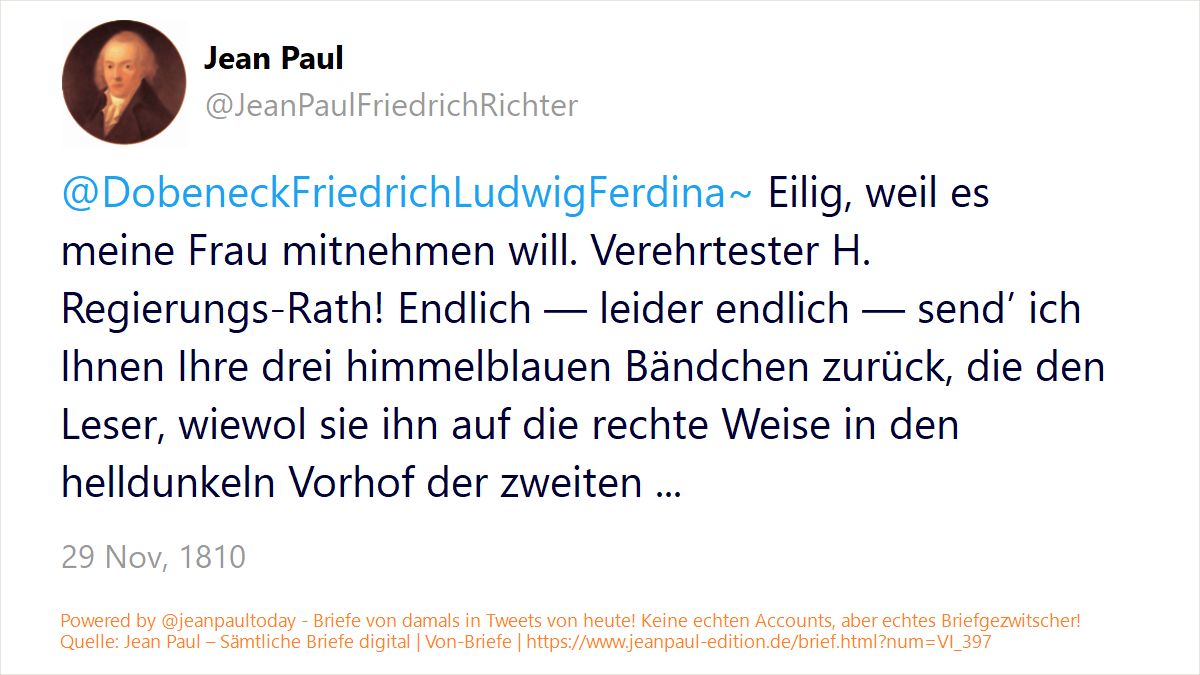 Jean Paul
@JeanPaulFriedrichRichter
@DobeneckFriedrichLudwigFerdina~ Eilig, weil es
meine Frau mitnehmen will. Verehrtester H.
Regierungs-Rath! Endlich — leider endlich — send’ ich
Ihnen Ihre drei himmelblauen Bändchen zurück, die den
Leser, wiewol sie ihn auf die rechte Weise in den
helldunkeln Vorhof der zweiten ...
29 Nov, 1810
Powered by @jeanpaultoday - Briefe von damals in Tweets von heute! Keine echten Accounts, aber echtes Briefgezwitscher!
Quelle: Jean Paul – Sämtliche Briefe digital | Von-Briefe | https://www.jeanpaul-edition.de/brief.html?num=VI_397